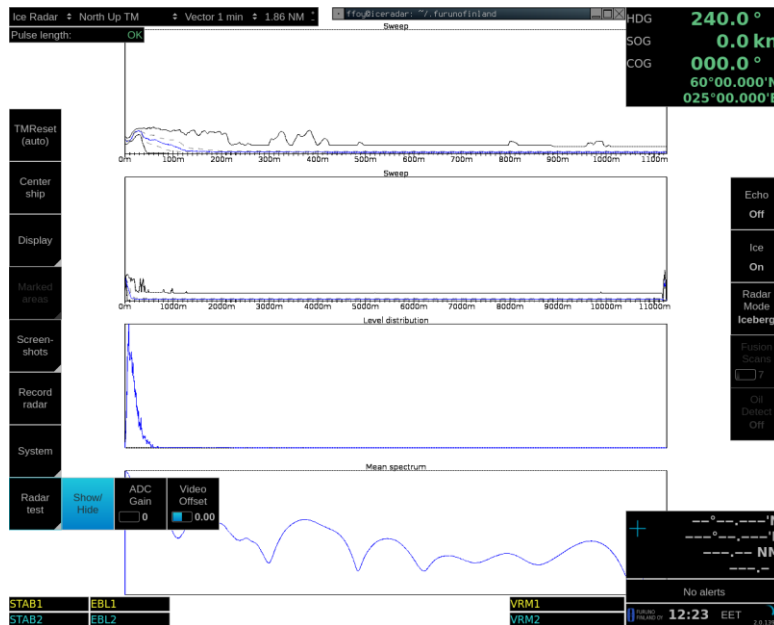 Ice Radar North Up TM Vector 1 min 1.86 NM
ffoy@iceradar: ~/.furunofinland
Pulse length: OK
HDG 240.0 °
SOG 0.0 kn
COG 000.0 °
60°00.000'N
025°00.000'E
Sweep
0m 100m 200m 300m 400m 500m 600m 700m 800m 900m 1000m 1100m
Sweep
0m 1000m 2000m 3000m 4000m 5000m 6000m 7000m 8000m 9000m 10000m 11000m
Level distribution
Mean spectrum
TMReset
(auto)
Center
ship
Display
Marked
areas
Screen-
shots
Record
radar
System
Radar
test
Show/
Hide
ADC
Gain
0
Video
Offset
0.00
Echo
Off
Ice
On
Radar
Mode
Iceberg
Fusion
Scans
7
Oil
Detect
Off
--°--.---'N
---°--.---'
---.-- NM
---.-
No alerts
FURUNO
FINLAND OY
12:23 EET
STAB1 EBL1 VRM1
STAB2 EBL2 VRM2